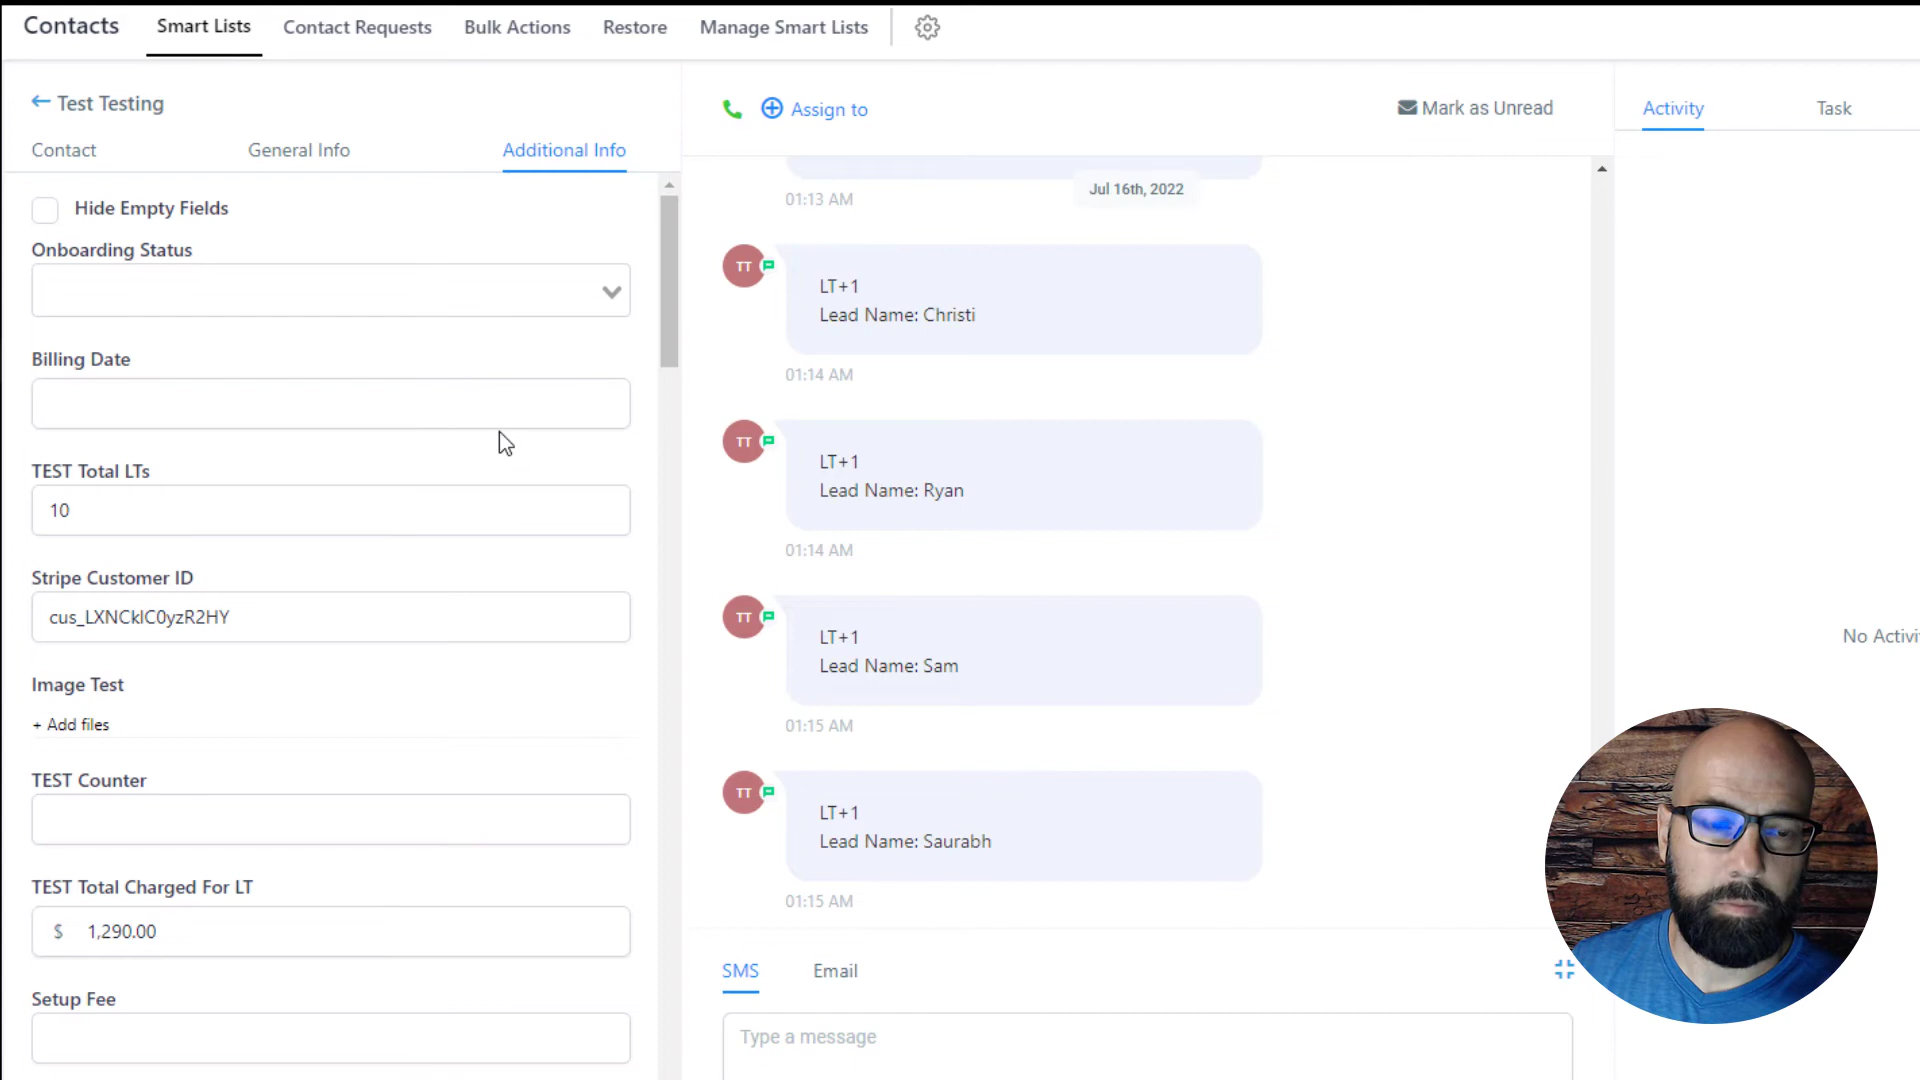 Contacts
Smart Lists
Contact Requests
Bulk Actions
Restore
Manage Smart Lists
Test Testing
Contact
General Info
Additional Info
Hide Empty Fields
Onboarding Status
Billing Date
TEST Total LTs
10
Stripe Customer ID
cus_LXNCkIC0yzR2HY
Image Test
+ Add files
TEST Counter
TEST Total Charged For LT
$ 1,290.00
Setup Fee
Assign to
Mark as Unread
01:13 AM
Jul 16th, 2022
TT
LT+1
Lead Name: Christi
01:14 AM
TT
LT+1
Lead Name: Ryan
01:14 AM
TT
LT+1
Lead Name: Sam
01:15 AM
TT
LT+1
Lead Name: Saurabh
01:15 AM
SMS
Email
Type a message
Activity
Task
No Activi